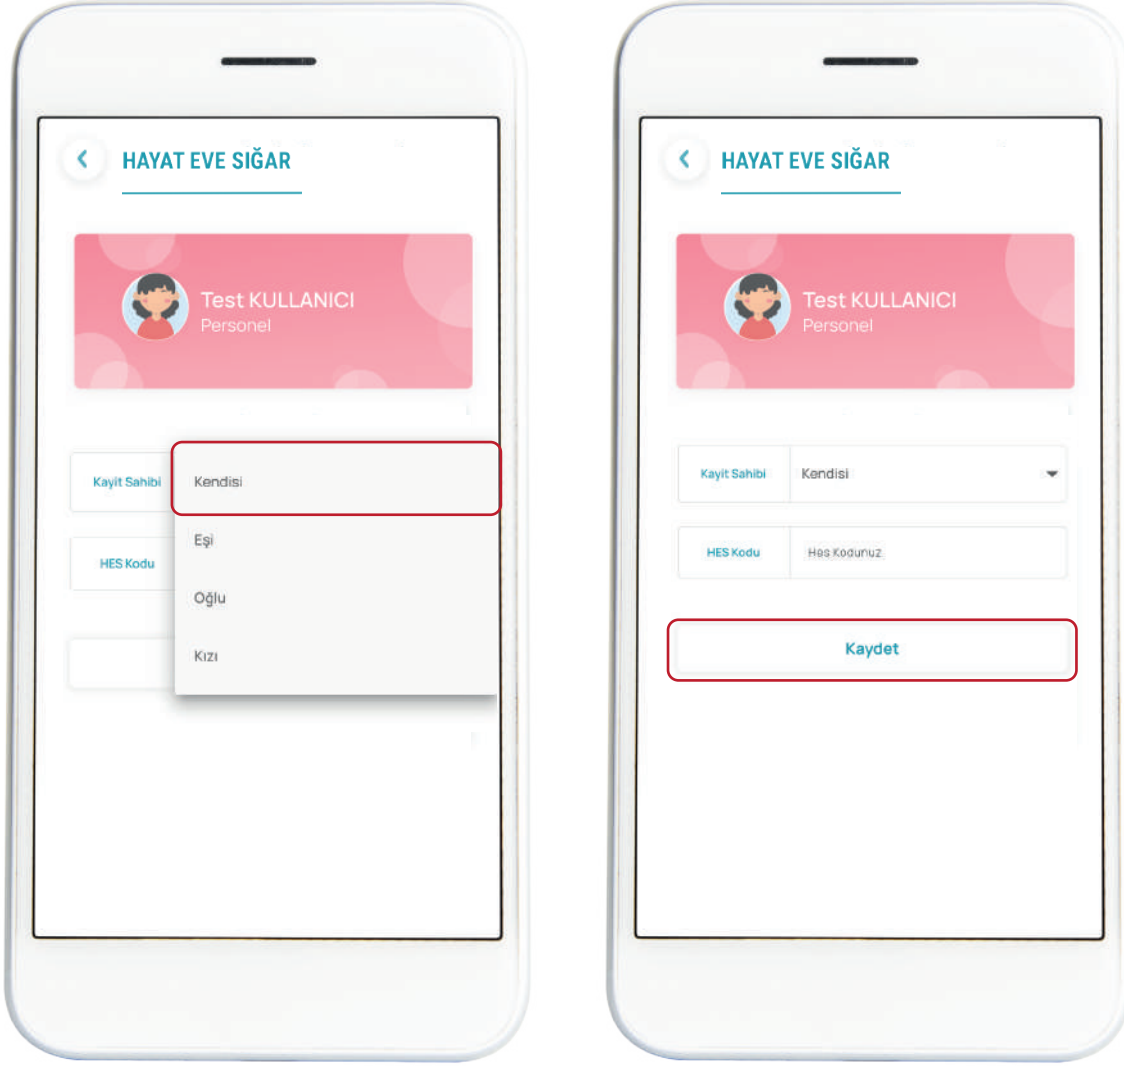 HAYAT EVE SIĞAR
Test KULLANICI
Personel
Kayit Sahibi
Kendisi
Eşi
HES Kodu
Oğlu
Kızı
HAYAT EVE SIĞAR
Test KULLANICI
Personel
Kayit Sahibi
Kendisi
HES Kodu
Hes Kodunuz
Kaydet